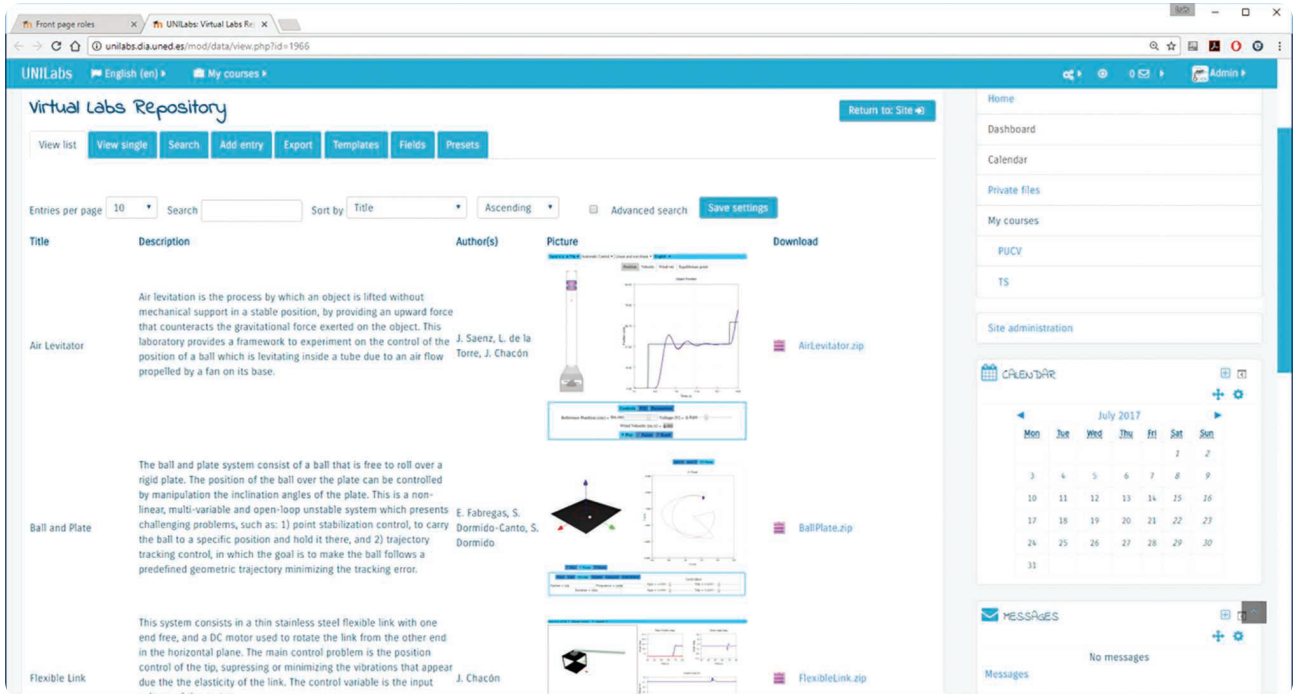 Front page roles
UNILabs: Virtual Labs Re
unilabs.dia.uned.es/mod/data/view.php?id=1966
UNILabs English (en) My courses
0 Admin
Virtual Labs Repository
Return to: Site
View list View single Search Add entry Export Templates Fields Presets
Entries per page 10 Search Sort by Title Ascending Advanced search Save settings
Title Description Author(s) Picture Download
Air Levitator
Air levitation is the process by which an object is lifted without
mechanical support in a stable position, by providing an upward force
that counteracts the gravitational force exerted on the object. This
laboratory provides a framework to experiment on the control of the
position of a ball which is levitating inside a tube due to an air flow
propelled by a fan on its base.
J. Saenz, L. de la
Torre, J. Chacón
AirLevitator.zip
Ball and Plate
The ball and plate system consist of a ball that is free to roll over a
rigid plate. The position of the ball over the plate can be controlled
by manipulation the inclination angles of the plate. This is a non-
linear, multi-variable and open-loop unstable system which presents
challenging problems, such as: 1) point stabilization control, to carry
the ball to a specific position and hold it there, and 2) trajectory
tracking control, in which the goal is to make the ball follows a
predefined geometric trajectory minimizing the tracking error.
E. Fabregas, S.
Dormido-Canto, S.
Dormido
BallPlate.zip
Flexible Link
This system consists in a thin stainless steel flexible link with one
end free, and a DC motor used to rotate the link from the other end
in the horizontal plane. The main control problem is the position
control of the tip, supressing or minimizing the vibrations that appear
due the the elasticity of the link. The control variable is the input
J. Chacón
FlexibleLink.zip
Home
Dashboard
Calendar
Private files
My courses
PUCV
TS
Site administration
CALENDAR
July 2017
Mon Tue Wed Thu Fri Sat Sun
1 2
3 4 5 6 7 8 9
10 11 12 13 14 15 16
17 18 19 20 21 22 23
24 25 26 27 28 29 30
31
MESSAGES
No messages
Messages